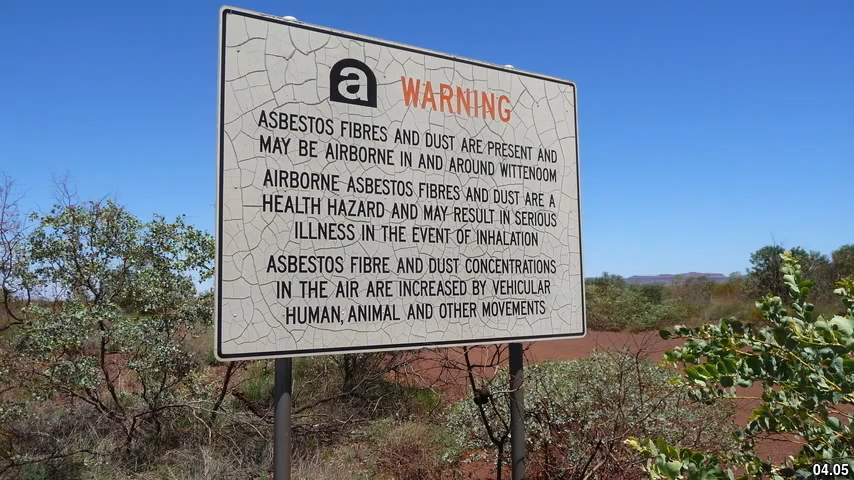 a WARNING
ASBESTOS FIBRES AND DUST ARE PRESENT AND
MAY BE AIRBORNE IN AND AROUND WITTENOOM
AIRBORNE ASBESTOS FIBRES AND DUST ARE A
HEALTH HAZARD AND MAY RESULT IN SERIOUS
ILLNESS IN THE EVENT OF INHALATION
ASBESTOS FIBRE AND DUST CONCENTRATIONS
IN THE AIR ARE INCREASED BY VEHICULAR
HUMAN, ANIMAL AND OTHER MOVEMENTS
04.05